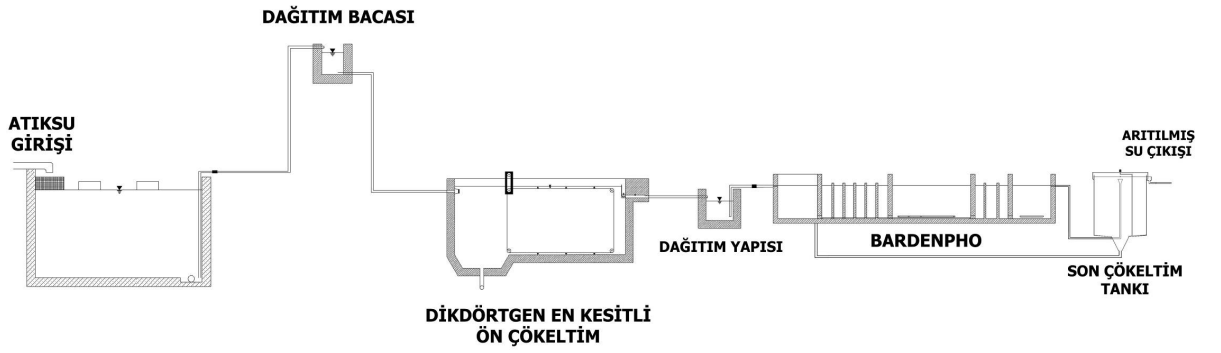 DAĞITIM BACASI
ATIKSU
GİRİŞİ
ARITILMIŞ
SU ÇIKIŞI
DAĞITIM YAPISI
BARDENPHO
SON ÇÖKELTİM
TANKI
DİKDÖRTGEN EN KESİTLİ
ÖN ÇÖKELTİM